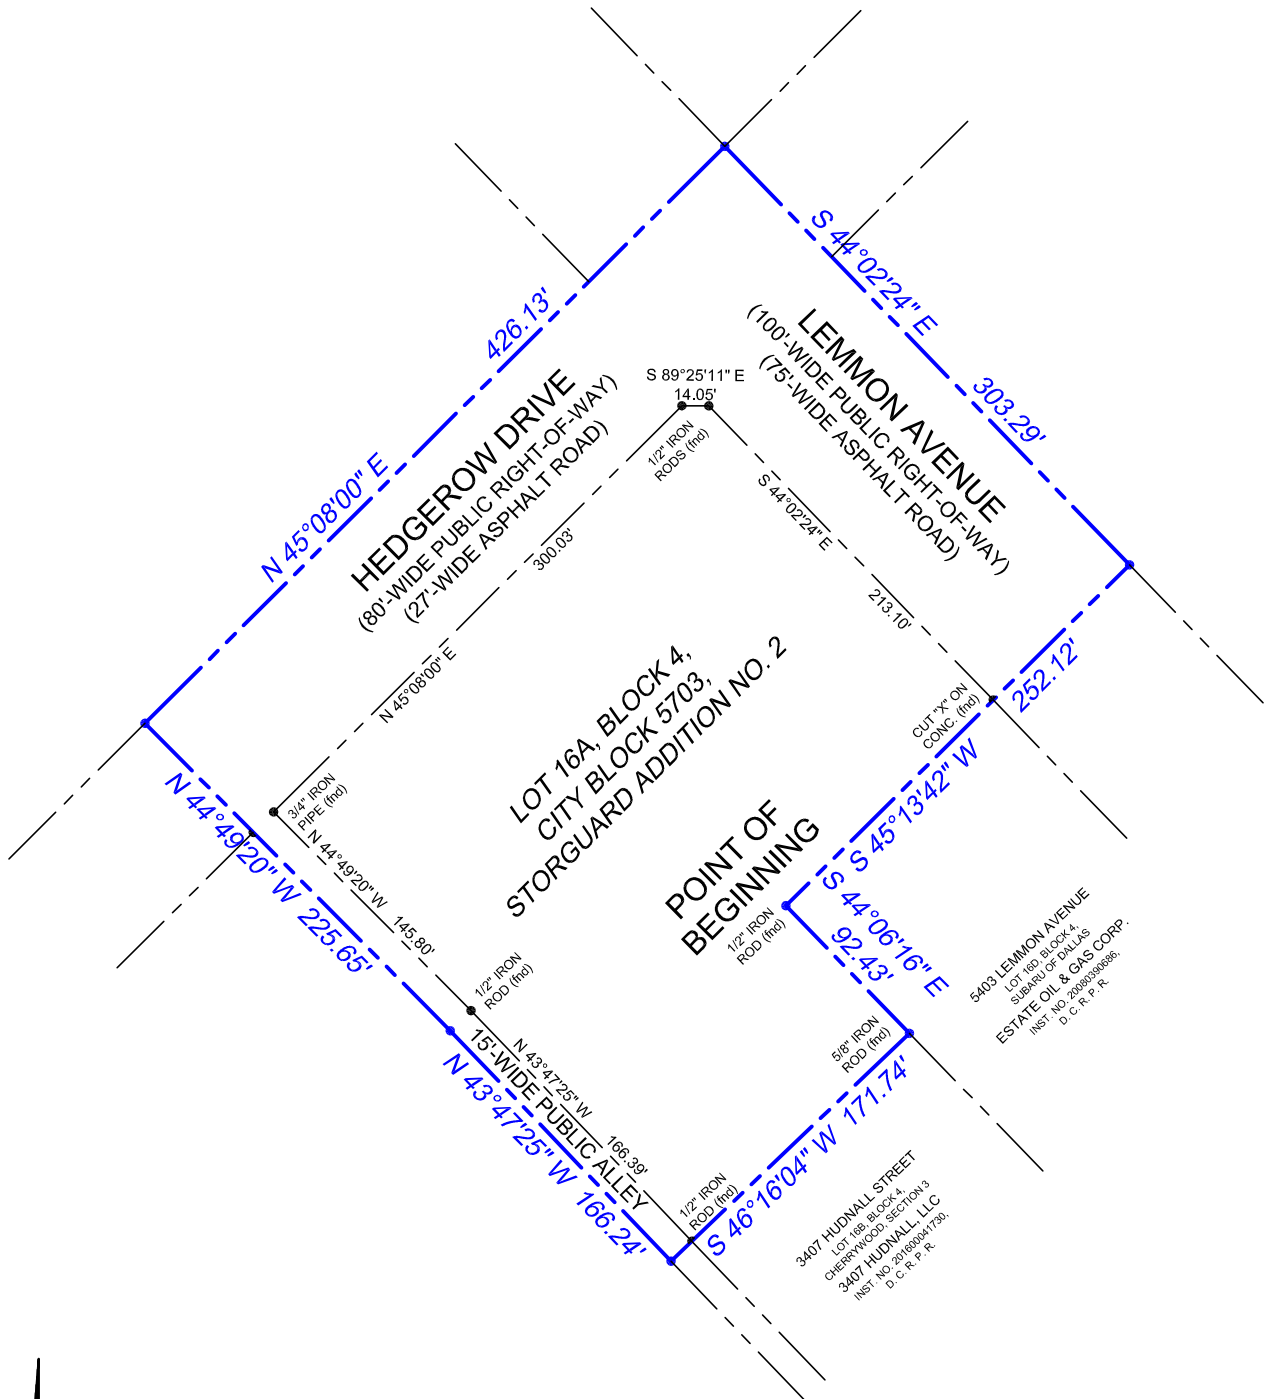 S 44°02'24" E
303.29'
426.13'
N 45°08'00" E
HEDGEROW DRIVE
(80'-WIDE PUBLIC RIGHT-OF-WAY)
(27'-WIDE ASPHALT ROAD)
LEMMON AVENUE
(100'-WIDE PUBLIC RIGHT-OF-WAY)
(75'-WIDE ASPHALT ROAD)
S 89°25'11" E
14.05'
1/2" IRON
RODS (fnd)
S 44°02'24" E
213.10'
300.03'
N 45°08'00" E
252.12'
S 45°13'42" W
CUT "X" ON
CONC. (fnd)
LOT 16A, BLOCK 4,
CITY BLOCK 5703,
STORGUARD ADDITION NO. 2
3/4" IRON
PIPE (fnd)
N 44°49'20" W
145.80'
N 44°49'20" W 225.65'
POINT OF
BEGINNING
1/2" IRON
ROD (fnd)
S 44°06'16" E
92.43'
5403 LEMMON AVENUE
LOT 16D, BLOCK 4,
SUBARU OF DALLAS
ESTATE OIL & GAS CORP.
INST. NO. 20080390686,
D. C. R. P. R.
1/2" IRON
ROD (fnd)
5/8" IRON
ROD (fnd)
N 43°47'25" W
166.39'
15'-WIDE PUBLIC ALLEY
N 43°47'25" W 166.24'
1/2" IRON
ROD (fnd)
S 46°16'04" W 171.74'
3407 HUDNALL STREET
LOT 16B, BLOCK 4,
CHERRYWOOD, SECTION 3
3407 HUDNALL, LLC
INST. NO. 201600041730,
D. C. R. P. R.